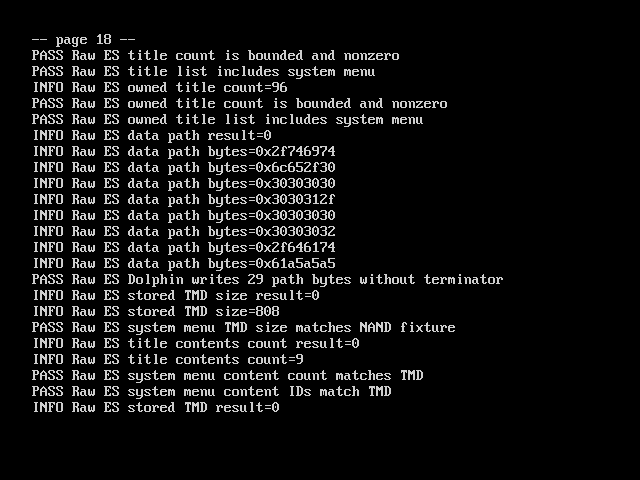 -- page 18 --
PASS Raw ES title count is bounded and nonzero
PASS Raw ES title list includes system menu
INFO Raw ES owned title count=96
PASS Raw ES owned title count is bounded and nonzero
PASS Raw ES owned title list includes system menu
INFO Raw ES data path result=0
INFO Raw ES data path bytes=0x2f746974
INFO Raw ES data path bytes=0x6c652f30
INFO Raw ES data path bytes=0x30303030
INFO Raw ES data path bytes=0x3030312f
INFO Raw ES data path bytes=0x30303030
INFO Raw ES data path bytes=0x30303032
INFO Raw ES data path bytes=0x2f646174
INFO Raw ES data path bytes=0x61a5a5a5
PASS Raw ES Dolphin writes 29 path bytes without terminator
INFO Raw ES stored TMD size result=0
INFO Raw ES stored TMD size=808
PASS Raw ES system menu TMD size matches NAND fixture
INFO Raw ES title contents count result=0
INFO Raw ES title contents count=9
PASS Raw ES system menu content count matches TMD
PASS Raw ES system menu content IDs match TMD
INFO Raw ES stored TMD result=0